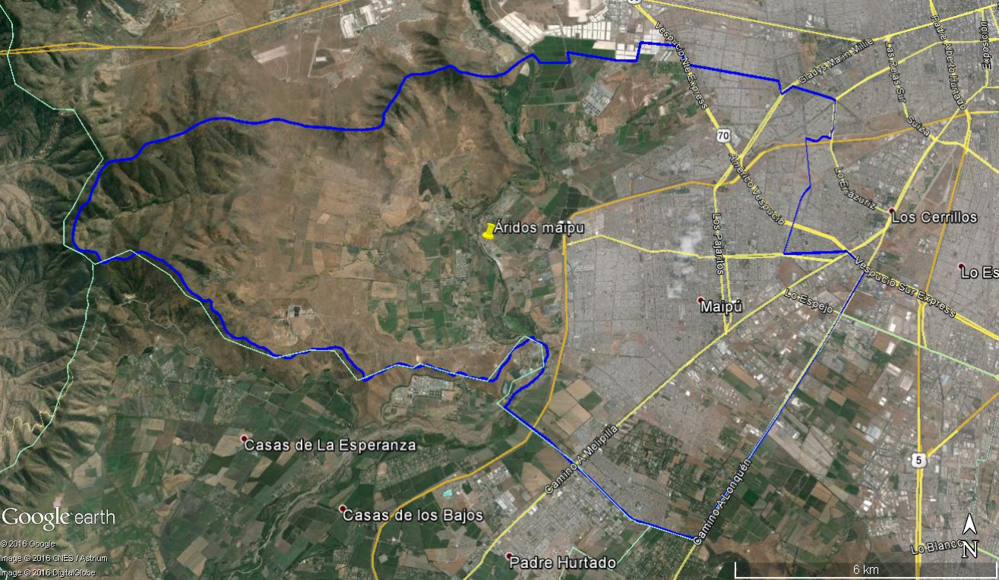 Vespucio Nte Express
Gladys Marin Millie
Las Rejas Sur
Padre Alberto Hurtado
Exposición
Suiza
70
Américo Vespucio
Lo Errázuriz
Los Cerrillos
Áridos maipu
Los Pajaritos
Vespucio Sur Express
Lo Es
Maipú
Lo Espejo
Casas de La Esperanza
Camino A Melipilla
Camino A Lonquén
5
Casas de los Bajos
Padre Hurtado
Lo Blanco
N
6 km
Google earth
© 2016 Google
Image © 2016 CNES / Astrium
Image © 2016 DigitalGlobe